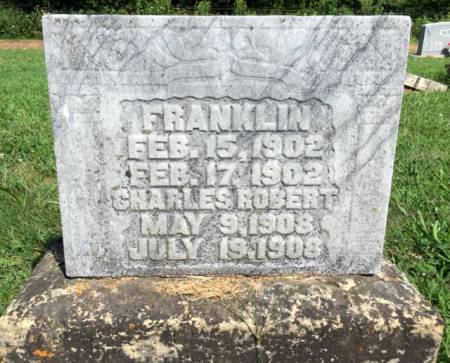 FRANKLIN
FEB. 15, 1902
FEB. 17, 1902
CHARLES ROBERT
MAY 9, 1908
JULY 19, 1908